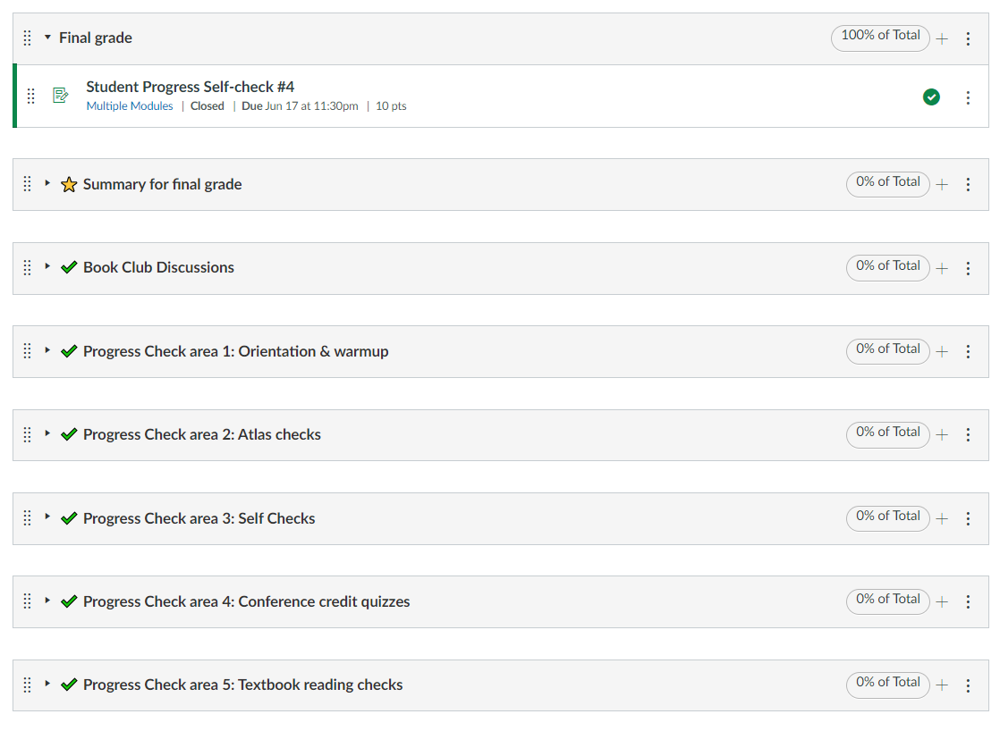 Final grade 100% of Total
Student Progress Self-check #4
Multiple Modules | Closed | Due Jun 17 at 11:30pm | 10 pts
Summary for final grade 0% of Total
Book Club Discussions 0% of Total
Progress Check area 1: Orientation & warmup 0% of Total
Progress Check area 2: Atlas checks 0% of Total
Progress Check area 3: Self Checks 0% of Total
Progress Check area 4: Conference credit quizzes 0% of Total
Progress Check area 5: Textbook reading checks 0% of Total